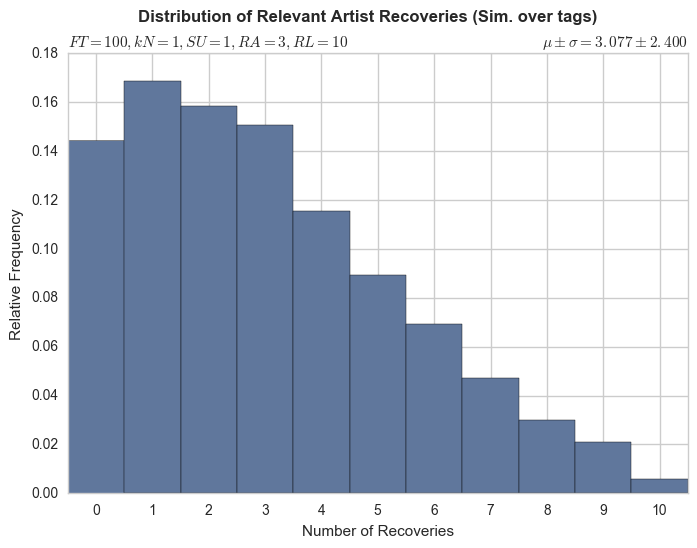 Distribution of Relevant Artist Recoveries (Sim. over tags)
FT = 100, kN = 1, SU = 1, RA = 3, RL = 10 μ ± σ = 3.077 ± 2.400
0.18
0.16
0.14
0.12
0.10
0.08
0.06
0.04
0.02
0.00
Relative Frequency
0 1 2 3 4 5 6 7 8 9 10
Number of Recoveries